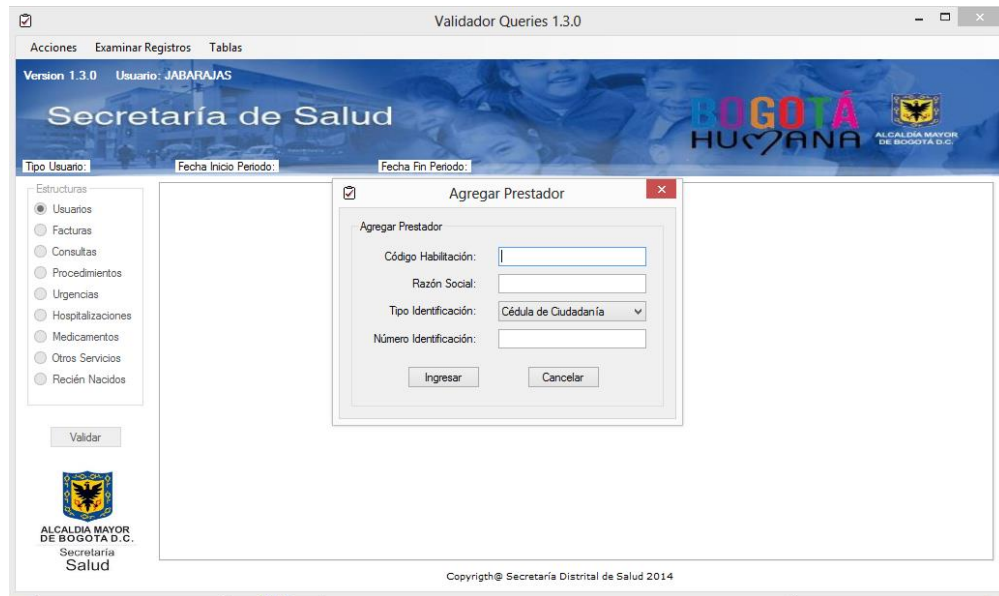 Validador Queries 1.3.0
Acciones Examinar Registros Tablas
Version 1.3.0 Usuario: JABARAJAS
Secretaría de Salud
BOGOTÁ
HUMANA
ALCALDÍA MAYOR
DE BOGOTÁ D.C.
Tipo Usuario: Fecha Inicio Periodo: Fecha Fin Periodo:
Estructuras
Usuarios
Facturas
Consultas
Procedimientos
Urgencias
Hospitalizaciones
Medicamentos
Otros Servicios
Recién Nacidos
Validar
Agregar Prestador
Agregar Prestador
Código Habilitación:
Razón Social:
Tipo Identificación: Cédula de Ciudadanía
Número Identificación:
Ingresar Cancelar
ALCALDIA MAYOR
DE BOGOTA D.C.
Secretaría
Salud
Copyrigth@ Secretaría Distrital de Salud 2014